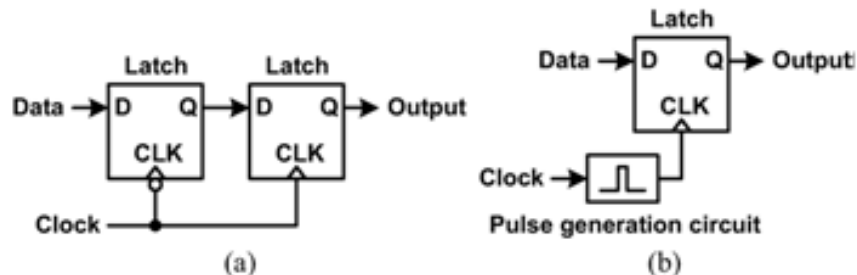 Latch Latch
Data D Q D Q Output
CLK CLK
Clock
(a)
Latch
Data D Q Output
CLK
Clock
Pulse generation circuit
(b)